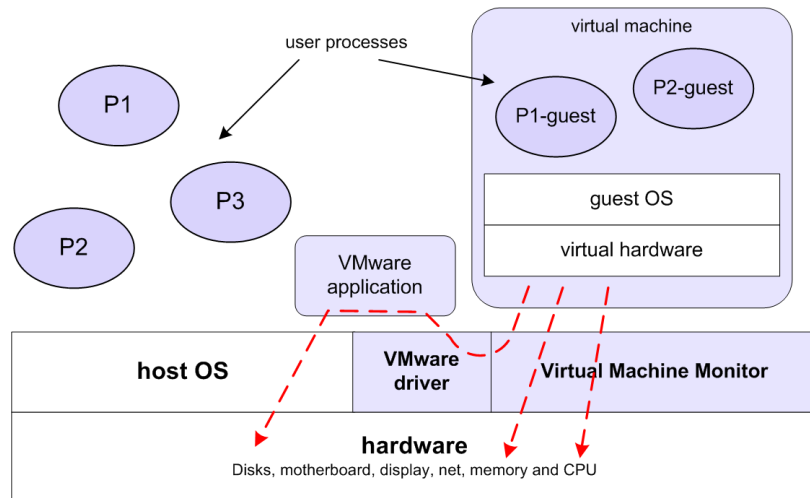 user processes
virtual machine
P1
P2-guest
P1-guest
P3
P2
guest OS
virtual hardware
VMware
application
host OS
VMware
driver
Virtual Machine Monitor
hardware
Disks, motherboard, display, net, memory and CPU